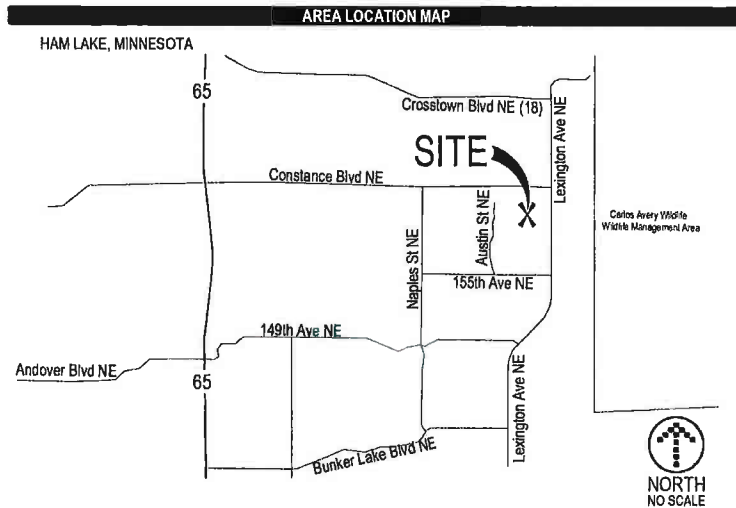 AREA LOCATION MAP
HAM LAKE, MINNESOTA
65
Crosstown Blvd NE (18)
Lexington Ave NE
SITE
Constance Blvd NE
Austin St NE
Carlos Avery Wildlife
Wildlife Management Area
Naples St NE
155th Ave NE
149th Ave NE
Andover Blvd NE
65
Lexington Ave NE
Bunker Lake Blvd NE
NORTH
NO SCALE